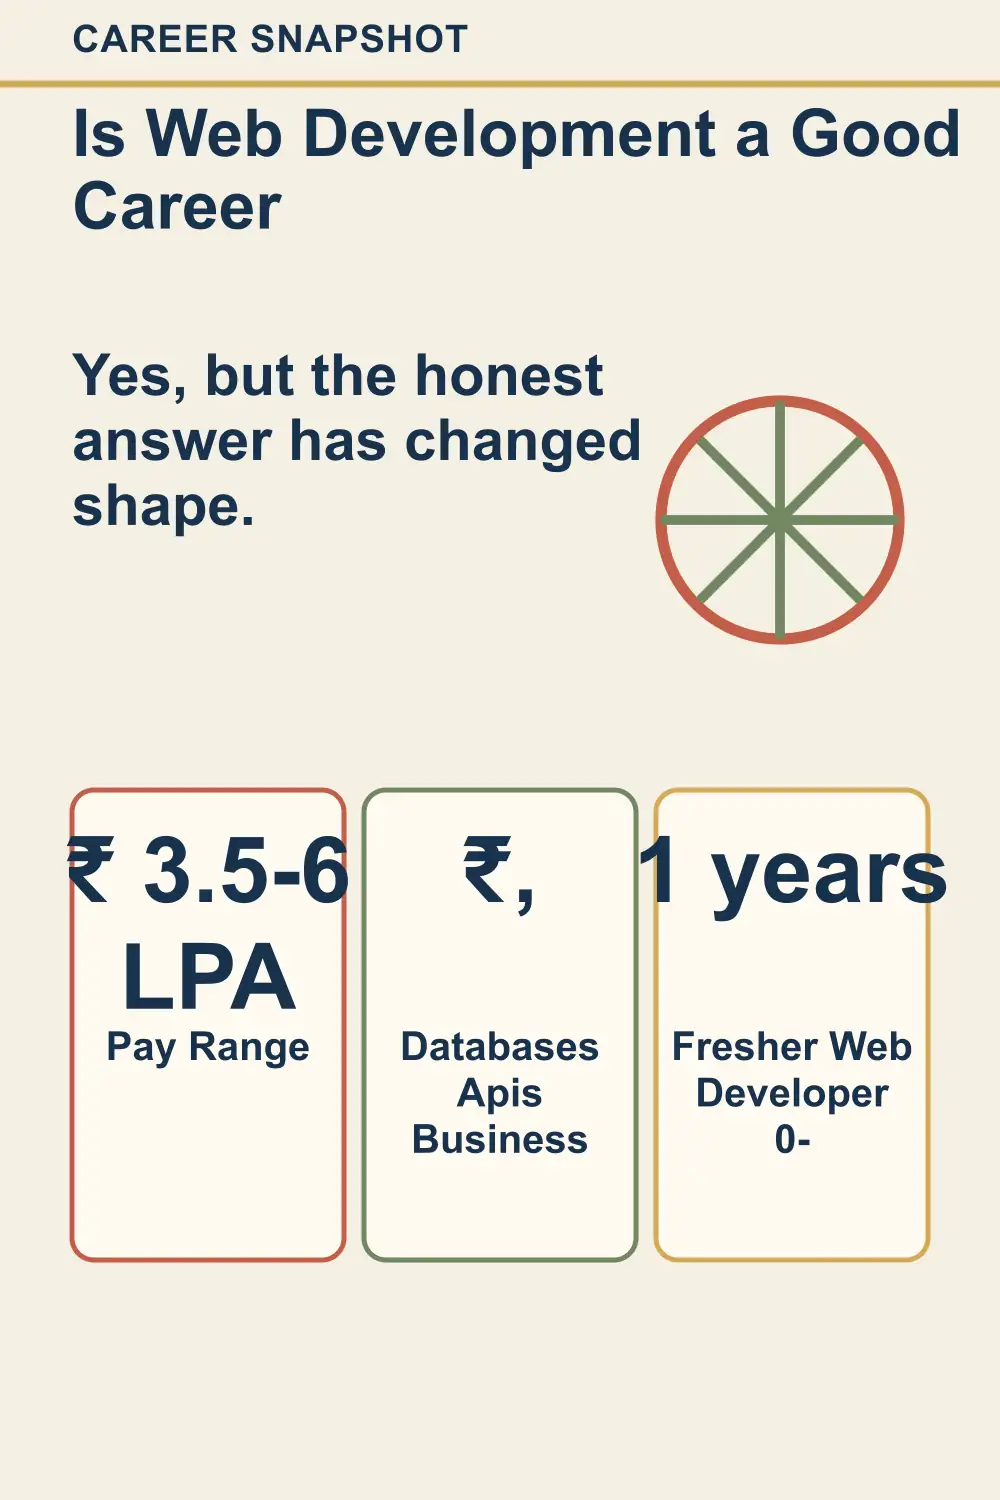 CAREER SNAPSHOT
Is Web Development a Good
Career
Yes, but the honest
answer has changed
shape.
₹ 3.5-6
LPA
Pay Range
₹,
Databases
Apis
Business
1 years
Fresher Web
Developer
0-